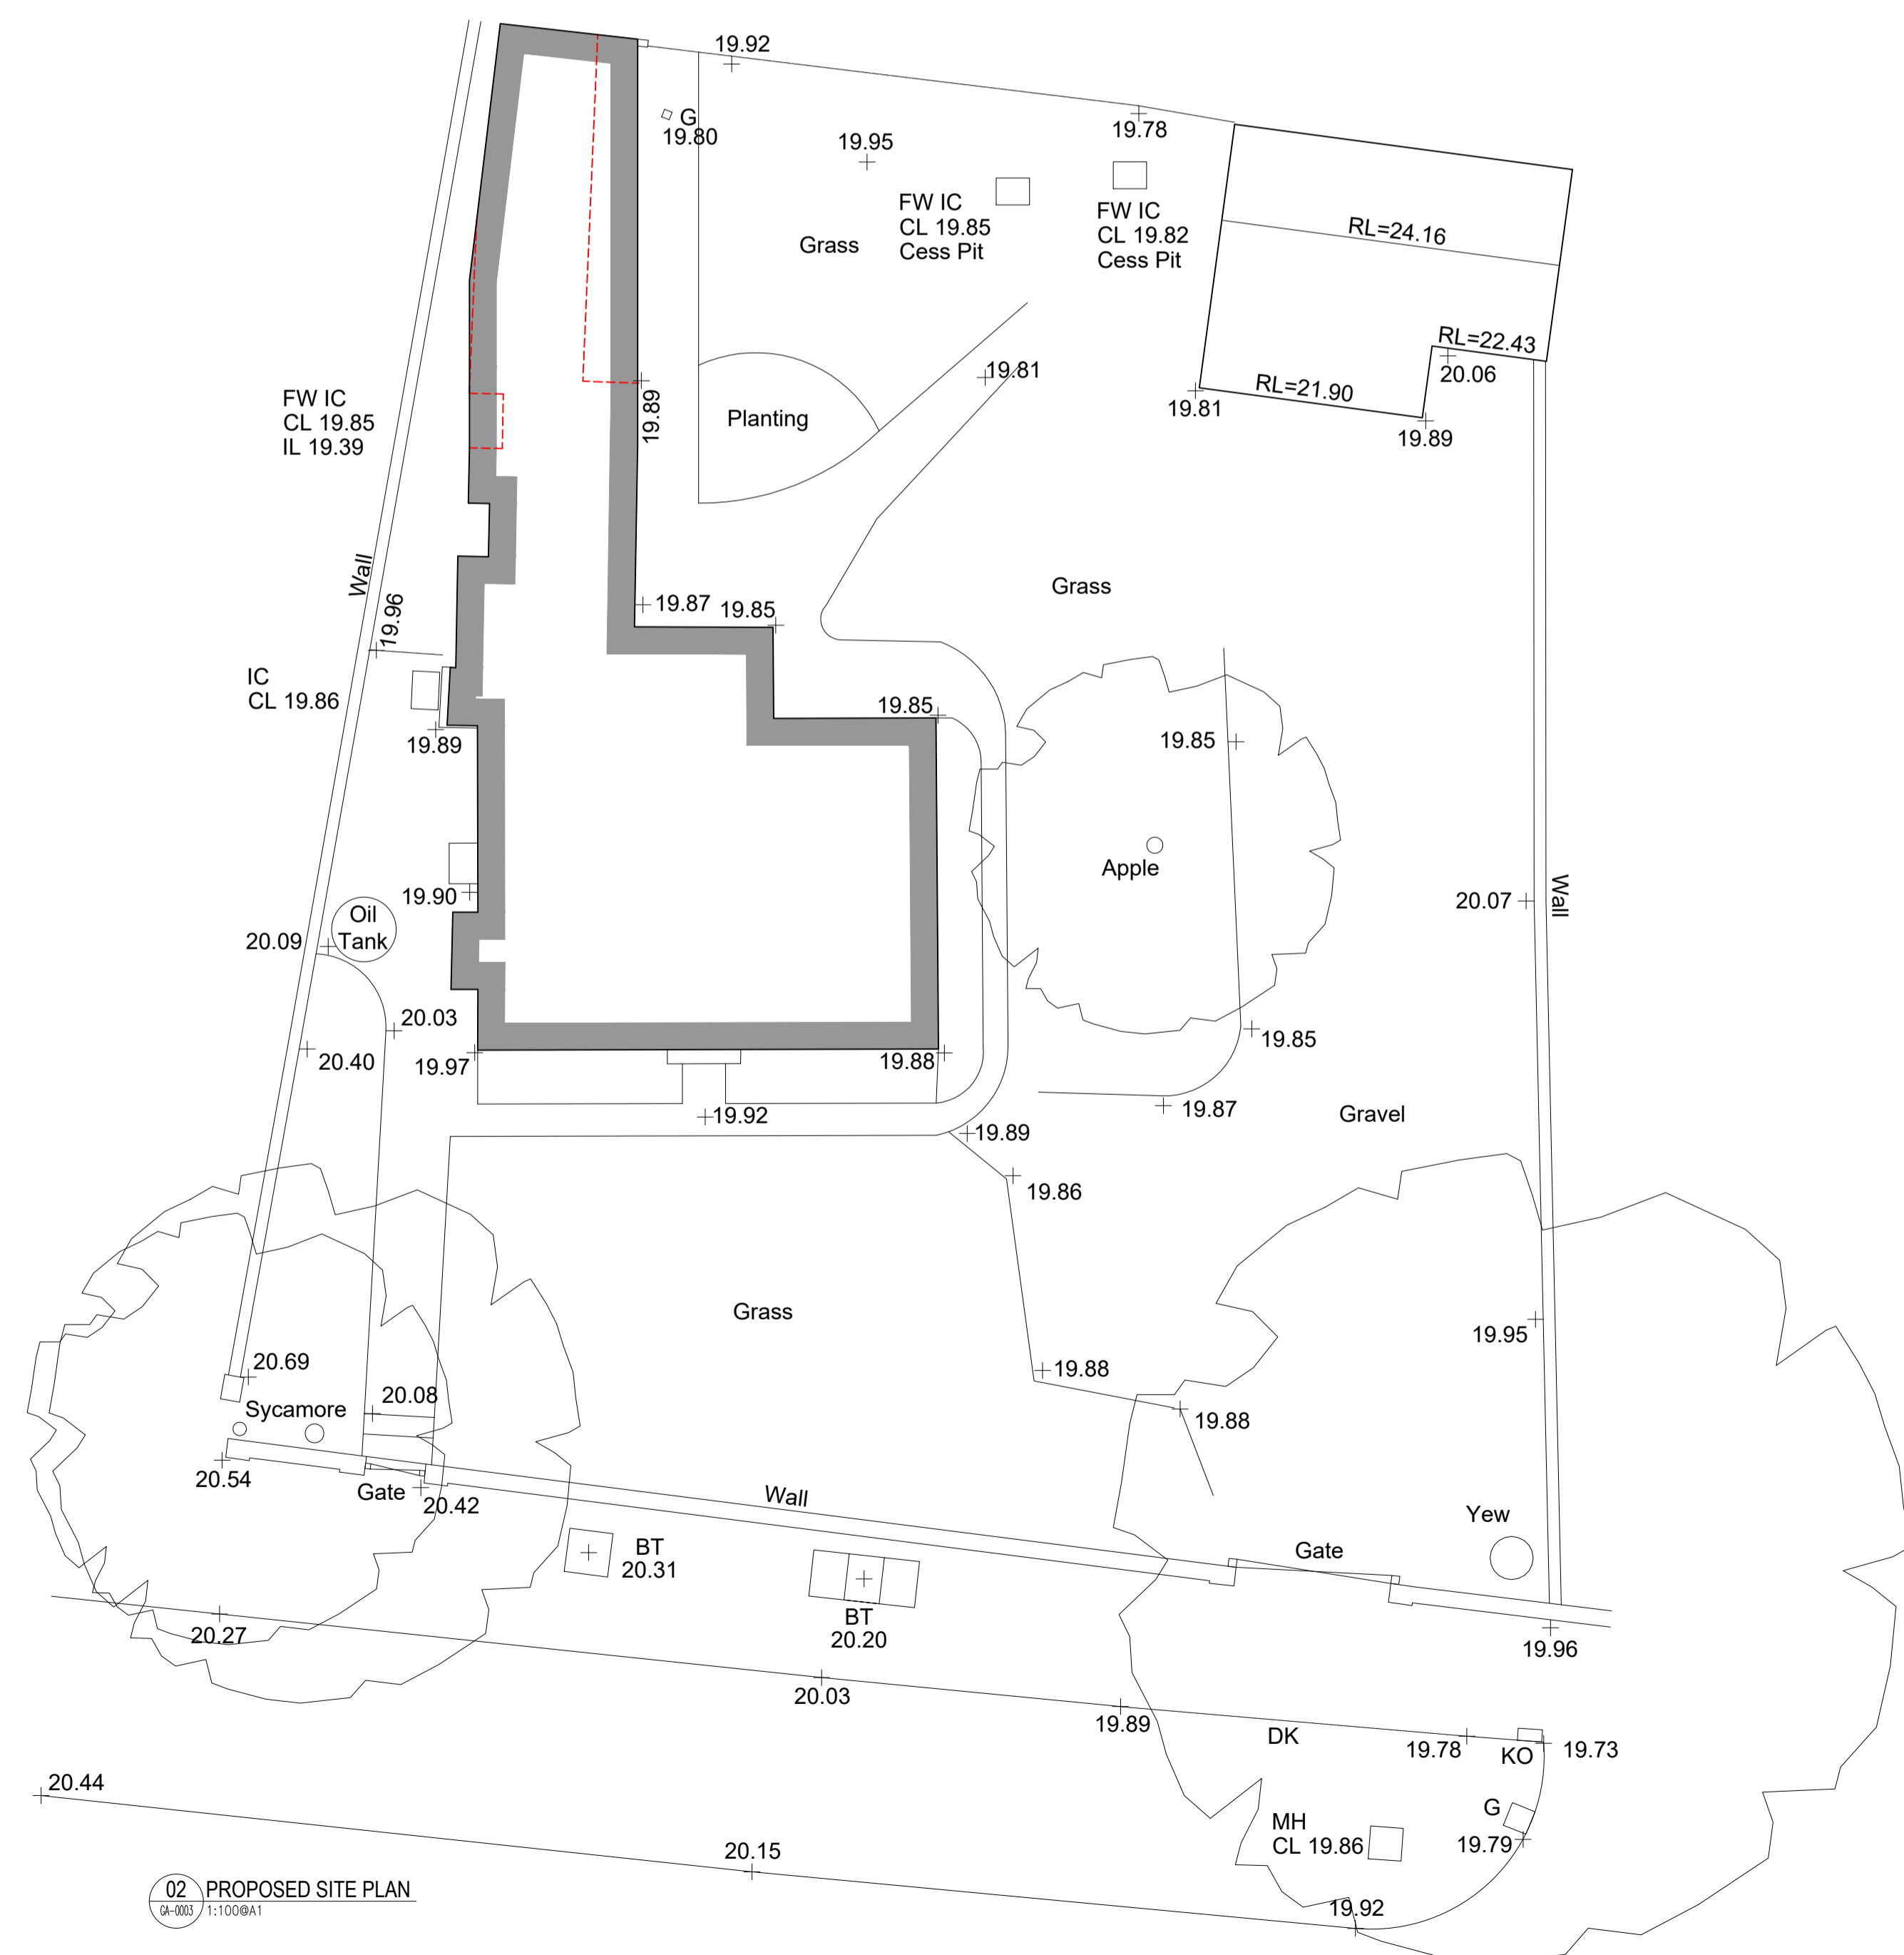 19.92
G
19.80
19.78
19.95
FW IC
CL 19.85
Cess Pit
FW IC
CL 19.82
Cess Pit
Grass
RL=24.16
RL=22.43
20.06
RL=21.90
19.81
19.89
19.81
FW IC
CL 19.85
IL 19.39
19.89
Planting
Wall
19.96
Grass
19.87
19.85
IC
CL 19.86
19.89
19.85
19.85
Apple
19.90
Oil
Tank
20.09
20.07
Wall
20.03
20.40
19.97
19.88
19.85
19.92
19.87
Gravel
19.89
19.86
Grass
19.95
20.69
20.08
Sycamore
19.88
19.88
20.54
Gate
20.42
Wall
Yew
Gate
BT
20.31
BT
20.20
20.27
19.96
20.03
19.89
DK
19.78
KO
19.73
20.44
G
19.79
MH
CL 19.86
20.15
19.92
02
GA-0003
PROPOSED SITE PLAN
1:100@A1